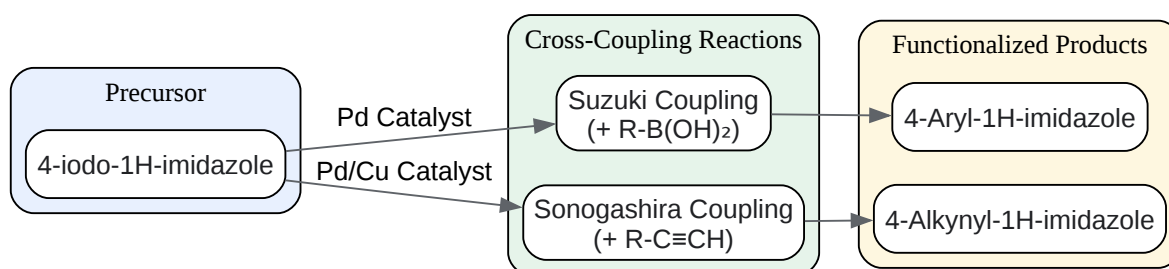 Precursor
4-iodo-1H-imidazole
Pd Catalyst
Pd/Cu Catalyst
Cross-Coupling Reactions
Suzuki Coupling
(+ R-B(OH)₂)
Sonogashira Coupling
(+ R-C≡CH)
Functionalized Products
4-Aryl-1H-imidazole
4-Alkynyl-1H-imidazole